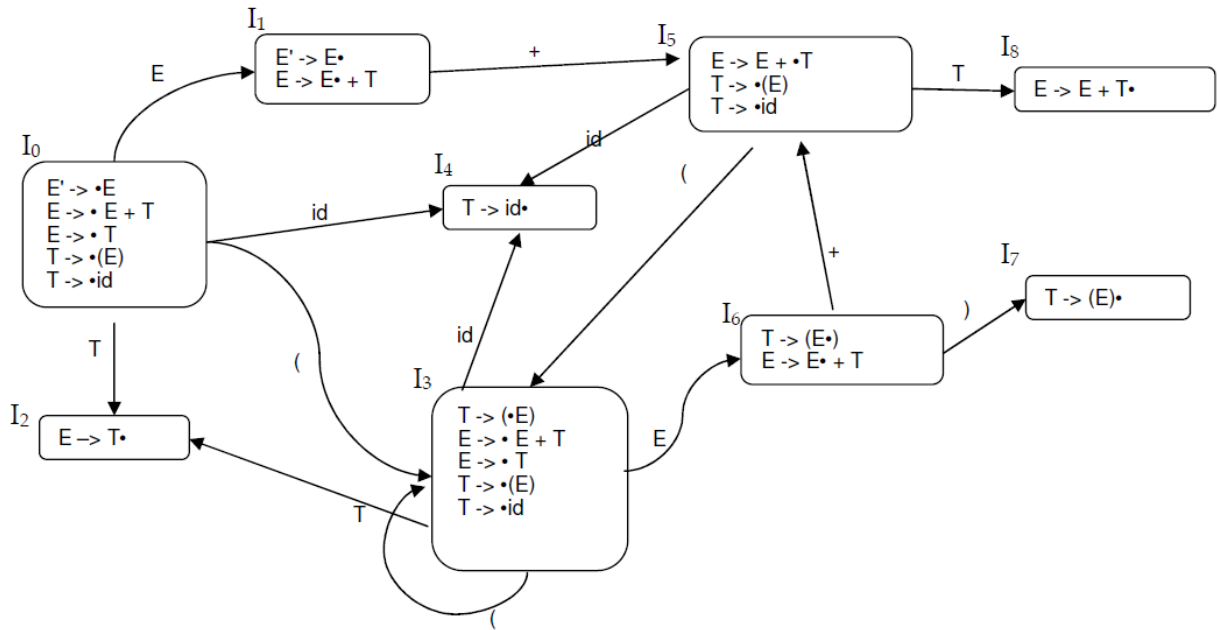 I1
E' -> E•
E -> E• + T
E
+
I5
E -> E + •T
T -> •(E)
T -> •id
T
I8
E -> E + T•
I0
E' -> •E
E -> • E + T
E -> • T
T -> •(E)
T -> •id
id
I4
T -> id•
id
(
T
(
id
+
I7
T -> (E)•
)
I6
T -> (E•)
E -> E• + T
I2
E –> T•
T
I3
T -> (•E)
E -> • E + T
E -> • T
T -> •(E)
T -> •id
E
(